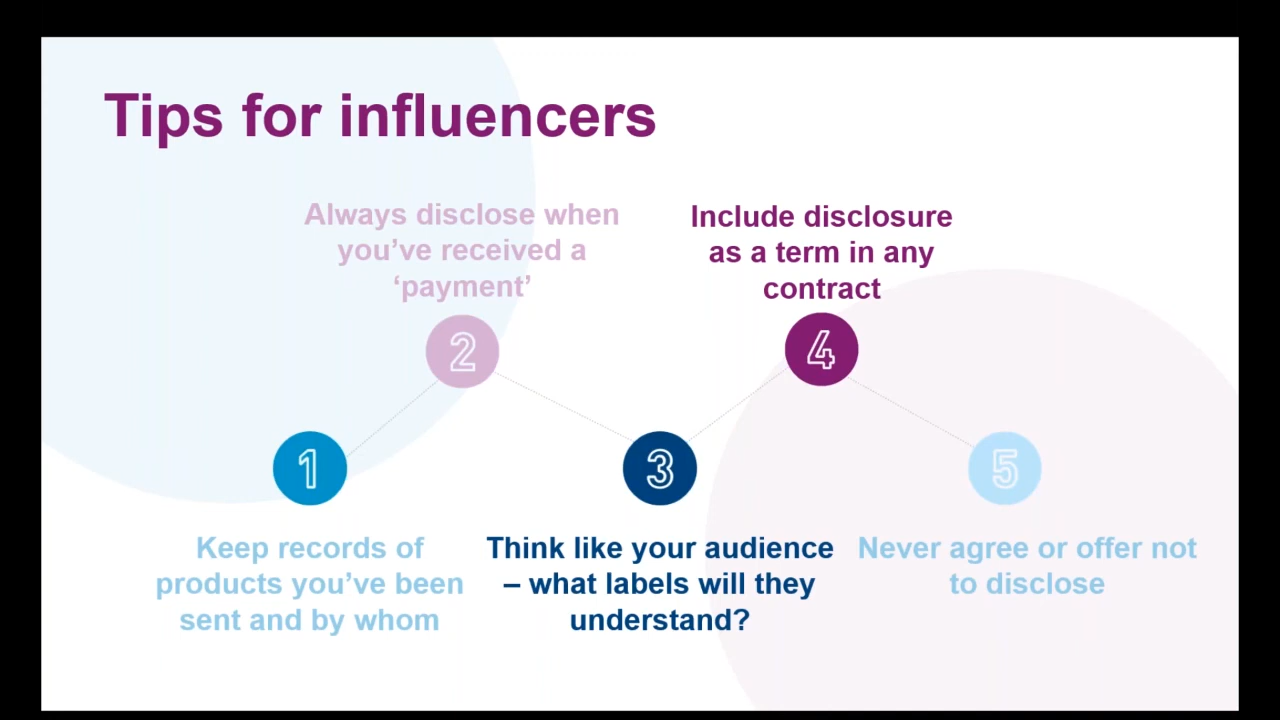 Tips for influencers
Always disclose when
you’ve received a
‘payment’
Include disclosure
as a term in any
contract
2
4
1
3
5
Keep records of
products you’ve been
sent and by whom
Think like your audience
– what labels will they
understand?
Never agree or offer not
to disclose